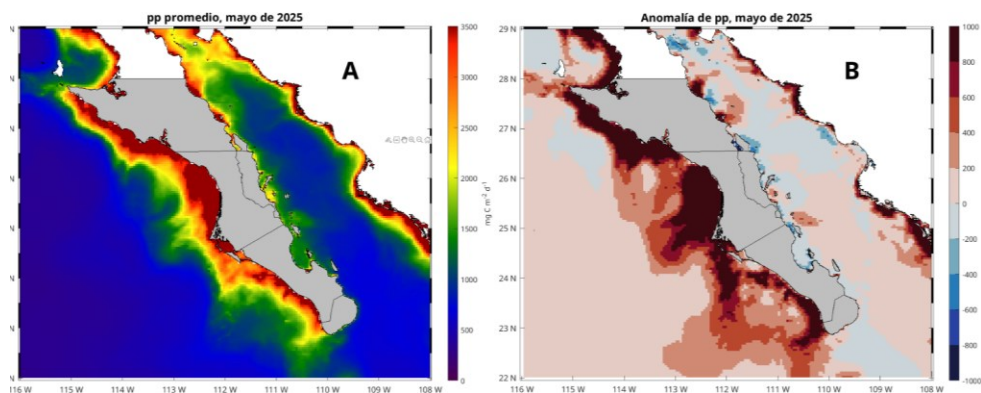 pp promedio, mayo de 2025
A
3500
3000
2500
2000
1500
1000
500
0
mg C m⁻² d⁻¹
116 W 115 W 114 W 113 W 112 W 111 W 110 W 109 W 108 W
Anomalía de pp, mayo de 2025
B
29 N
28 N
27 N
26 N
25 N
24 N
23 N
22 N
116 W 115 W 114 W 113 W 112 W 111 W 110 W 109 W 108 W
1000
800
600
400
200
0
-200
-400
-600
-800
-1000